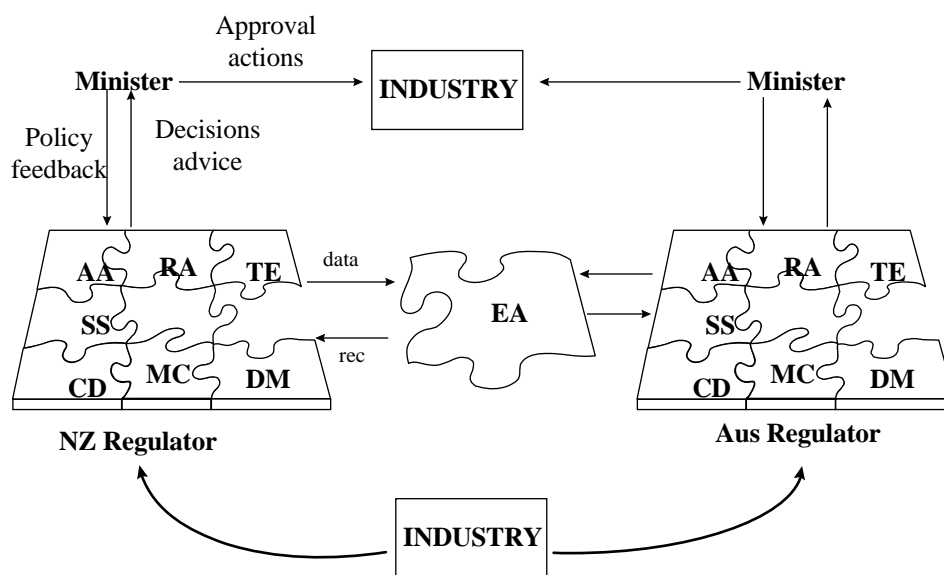 Approval
actions
Minister
INDUSTRY
Minister
Policy
feedback
Decisions
advice
AA
RA
TE
data
EA
AA
RA
TE
SS
SS
rec
CD
MC
DM
CD
MC
DM
NZ Regulator
Aus Regulator
INDUSTRY